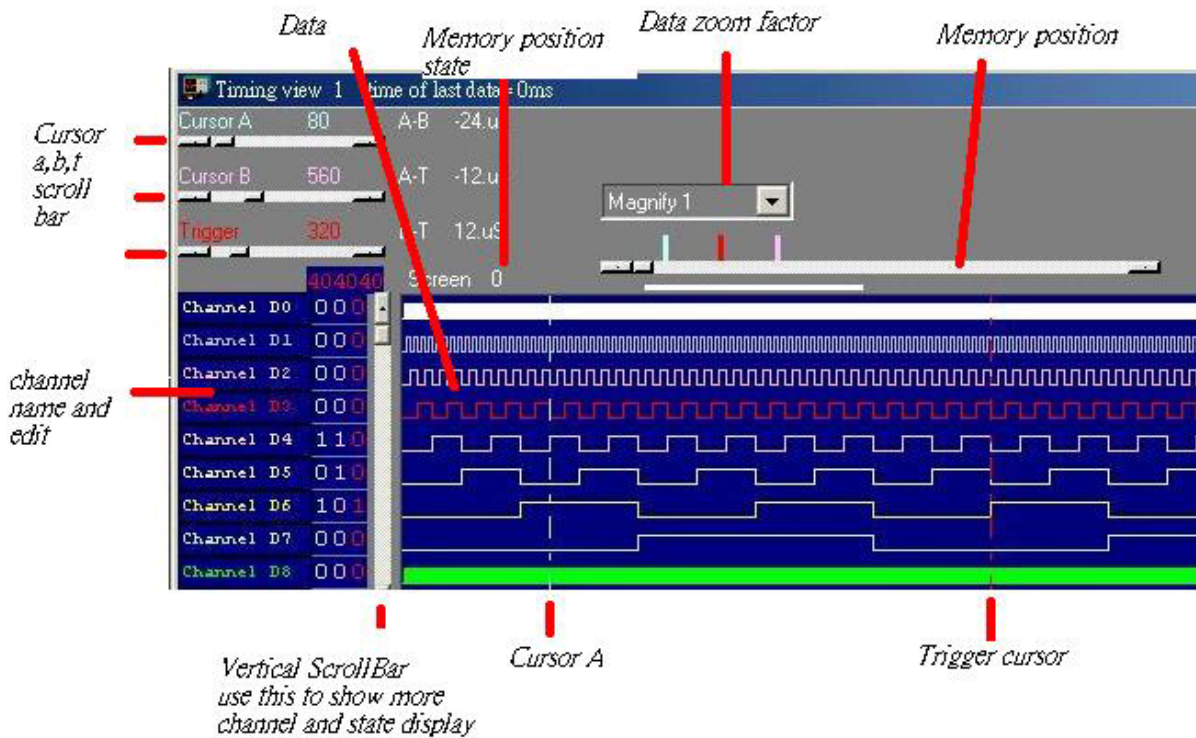 Data
Memory position
state
Data zoom factor
Memory position
Timing view 1 time of last data=0ms
Cursor
a,b,t
scroll
bar
Cursor A 80 A-B -24.u
Cursor B 560 A-T -12.u
Magnify 1
Trigger 320 -T 12.uS
404040 Screen 0
Channel D0 000
Channel D1 000
Channel D2 000
channel
name and
edit
Channel D3 000
Channel D4 110
Channel D5 010
Channel D6 101
Channel D7 000
Channel D8 000
Vertical ScrollBar
use this to show more
channel and state display
Cursor A
Trigger cursor